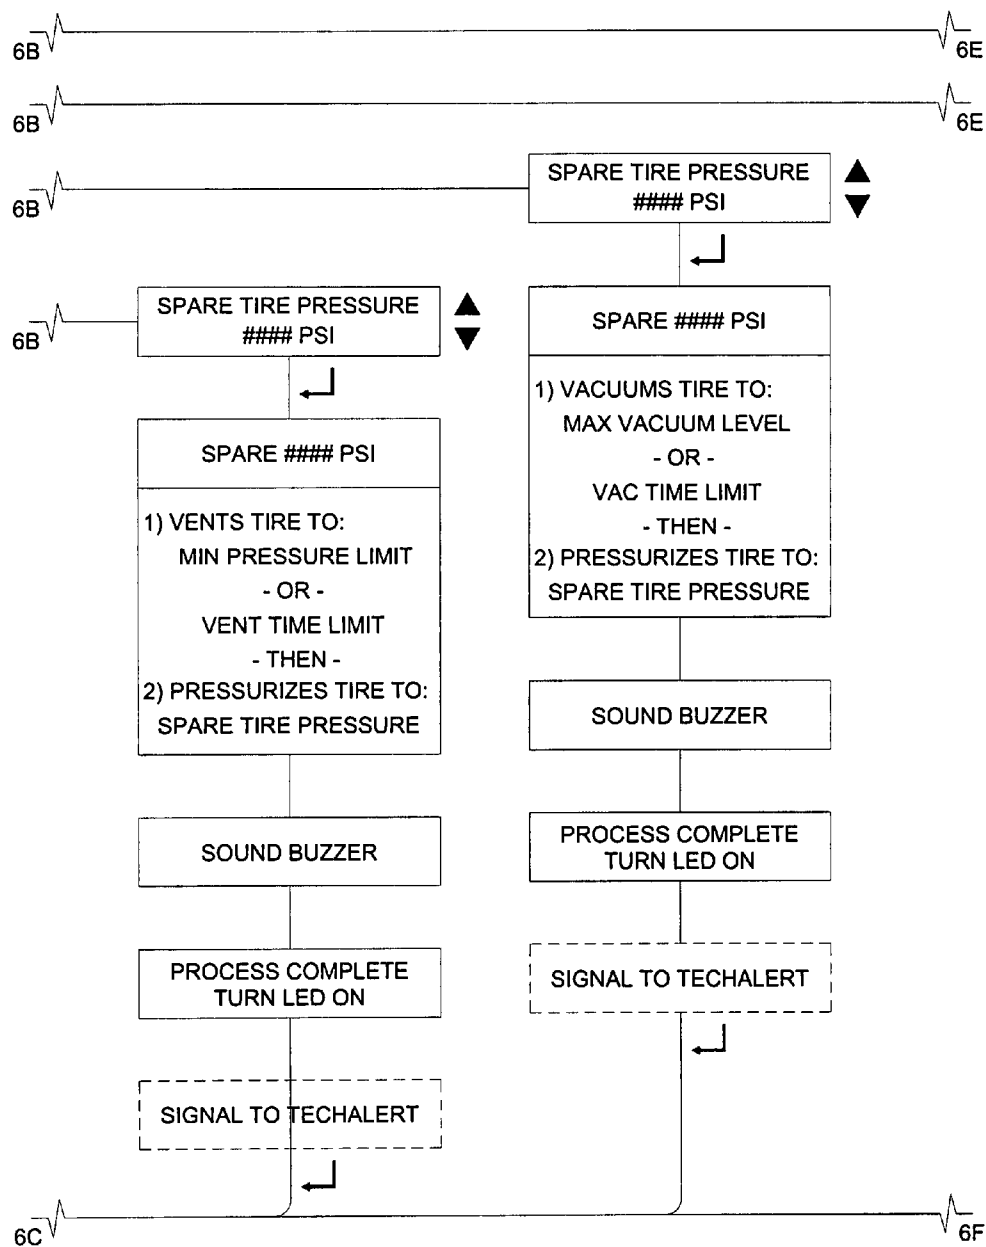 6B
6E
6B
6E
6B
SPARE TIRE PRESSURE
#### PSI
6B
SPARE TIRE PRESSURE
#### PSI
SPARE #### PSI
1) VENTS TIRE TO:
MIN PRESSURE LIMIT
- OR -
VENT TIME LIMIT
- THEN -
2) PRESSURIZES TIRE TO:
SPARE TIRE PRESSURE
SOUND BUZZER
PROCESS COMPLETE
TURN LED ON
SIGNAL TO TECHALERT
SPARE #### PSI
1) VACUUMS TIRE TO:
MAX VACUUM LEVEL
- OR -
VAC TIME LIMIT
- THEN -
2) PRESSURIZES TIRE TO:
SPARE TIRE PRESSURE
SOUND BUZZER
PROCESS COMPLETE
TURN LED ON
SIGNAL TO TECHALERT
6C
6F